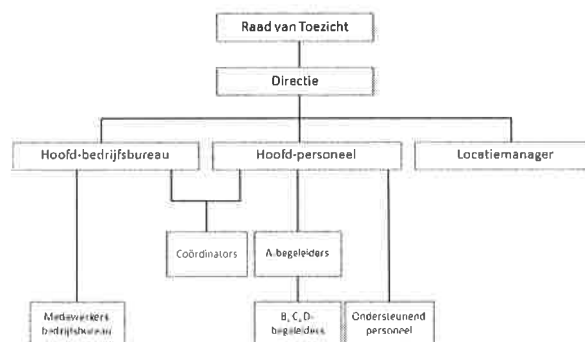 Raad van Toezicht
Directie
Hoofd-bedrijfsbureau
Hoofd-personeel
Locatiemanager
Coördinators
A-begeleiders
Medewerkers
bedrijfsbureau
B, C, D-
begeleiders
Ondersteunend
personeel